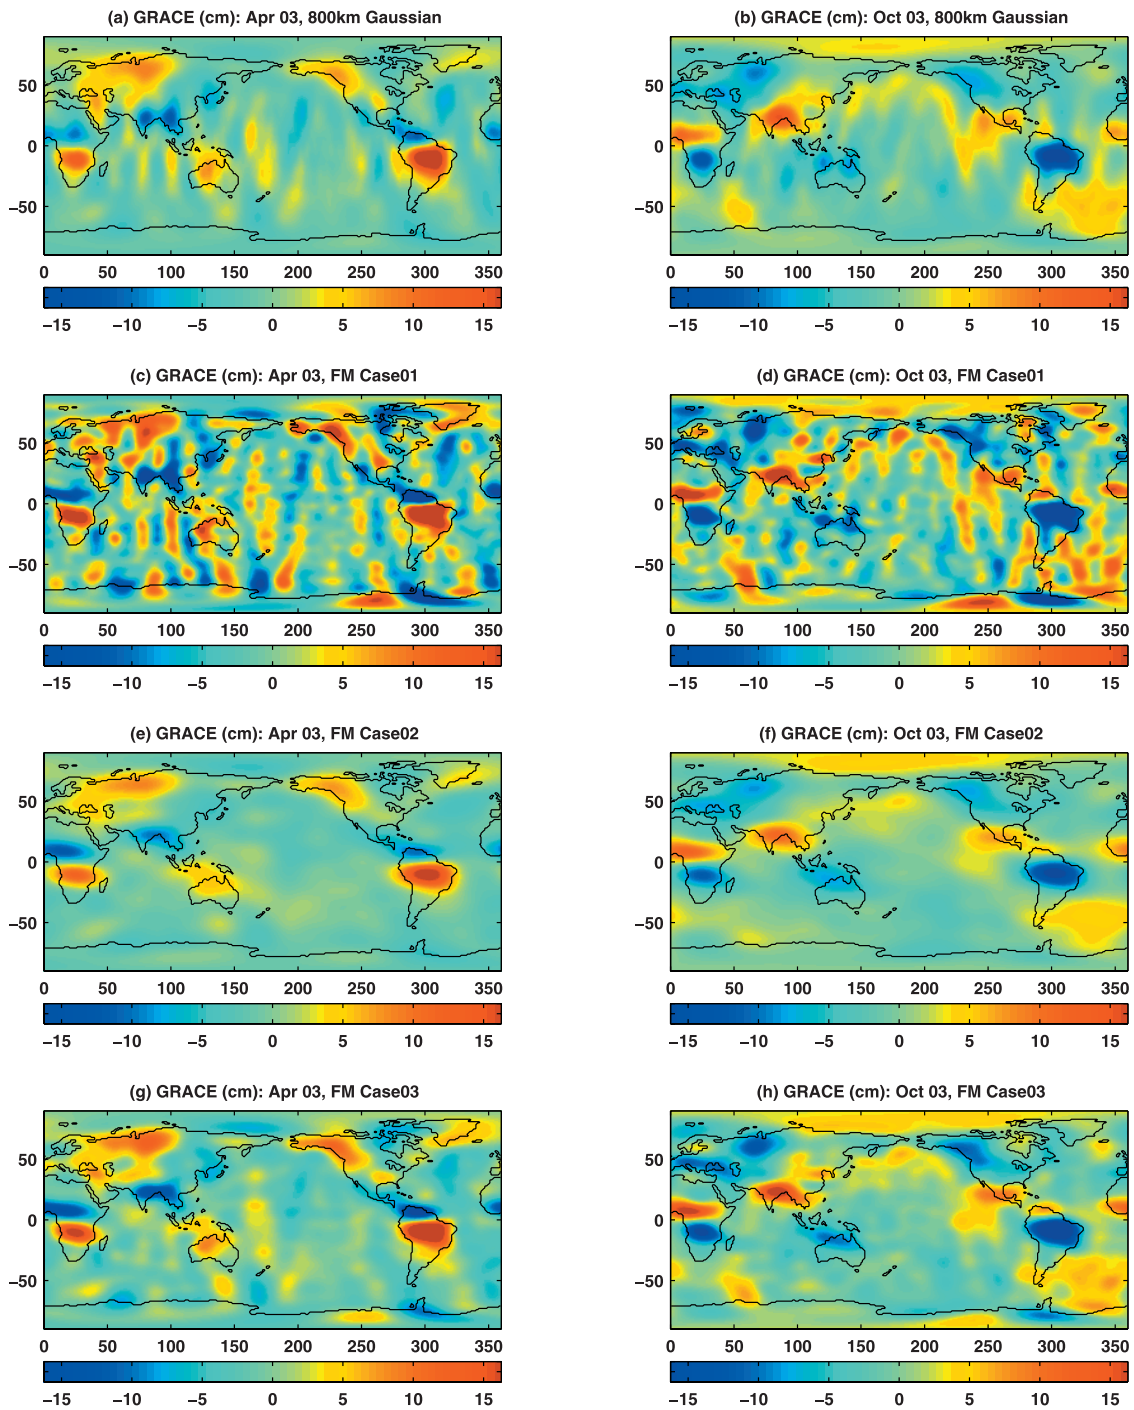 (a) GRACE (cm): Apr 03, 800km Gaussian
50
0
−50
0 50 100 150 200 250 300 350
−15 −10 −5 0 5 10 15
(b) GRACE (cm): Oct 03, 800km Gaussian
50
0
−50
0 50 100 150 200 250 300 350
−15 −10 −5 0 5 10 15
(c) GRACE (cm): Apr 03, FM Case01
50
0
−50
0 50 100 150 200 250 300 350
−15 −10 −5 0 5 10 15
(d) GRACE (cm): Oct 03, FM Case01
50
0
−50
0 50 100 150 200 250 300 350
−15 −10 −5 0 5 10 15
(e) GRACE (cm): Apr 03, FM Case02
50
0
−50
0 50 100 150 200 250 300 350
−15 −10 −5 0 5 10 15
(f) GRACE (cm): Oct 03, FM Case02
50
0
−50
0 50 100 150 200 250 300 350
−15 −10 −5 0 5 10 15
(g) GRACE (cm): Apr 03, FM Case03
50
0
−50
0 50 100 150 200 250 300 350
−15 −10 −5 0 5 10 15
(h) GRACE (cm): Oct 03, FM Case03
50
0
−50
0 50 100 150 200 250 300 350
−15 −10 −5 0 5 10 15